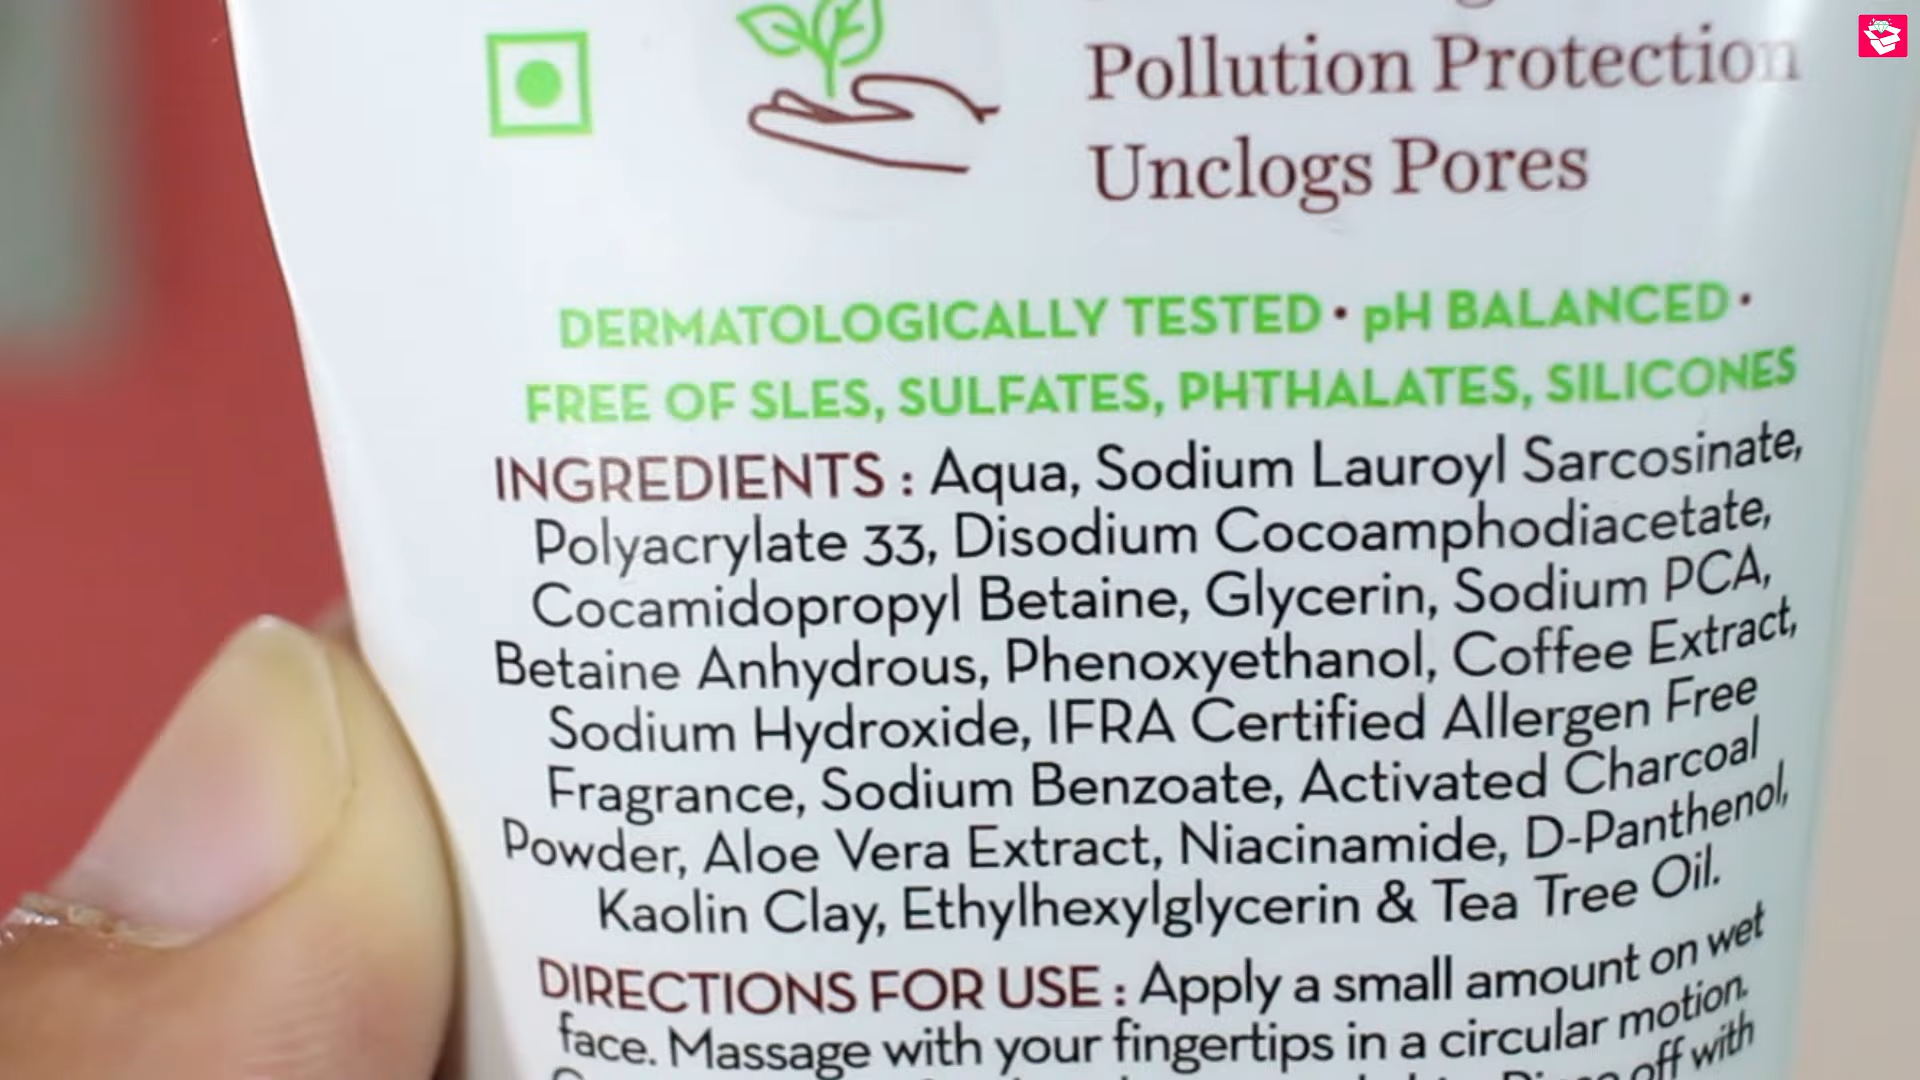 Pollution Protection
Unclogs Pores
DERMATOLOGICALLY TESTED • pH BALANCED •
FREE OF SLES, SULFATES, PHTHALATES, SILICONES
INGREDIENTS : Aqua, Sodium Lauroyl Sarcosinate,
Polyacrylate 33, Disodium Cocoamphodiacetate,
Cocamidopropyl Betaine, Glycerin, Sodium PCA,
Betaine Anhydrous, Phenoxyethanol, Coffee Extract,
Sodium Hydroxide, IFRA Certified Allergen Free
Fragrance, Sodium Benzoate, Activated Charcoal
Powder, Aloe Vera Extract, Niacinamide, D-Panthenol,
Kaolin Clay, Ethylhexylglycerin & Tea Tree Oil.
DIRECTIONS FOR USE : Apply a small amount on wet
face. Massage with your fingertips in a circular motion.
off with